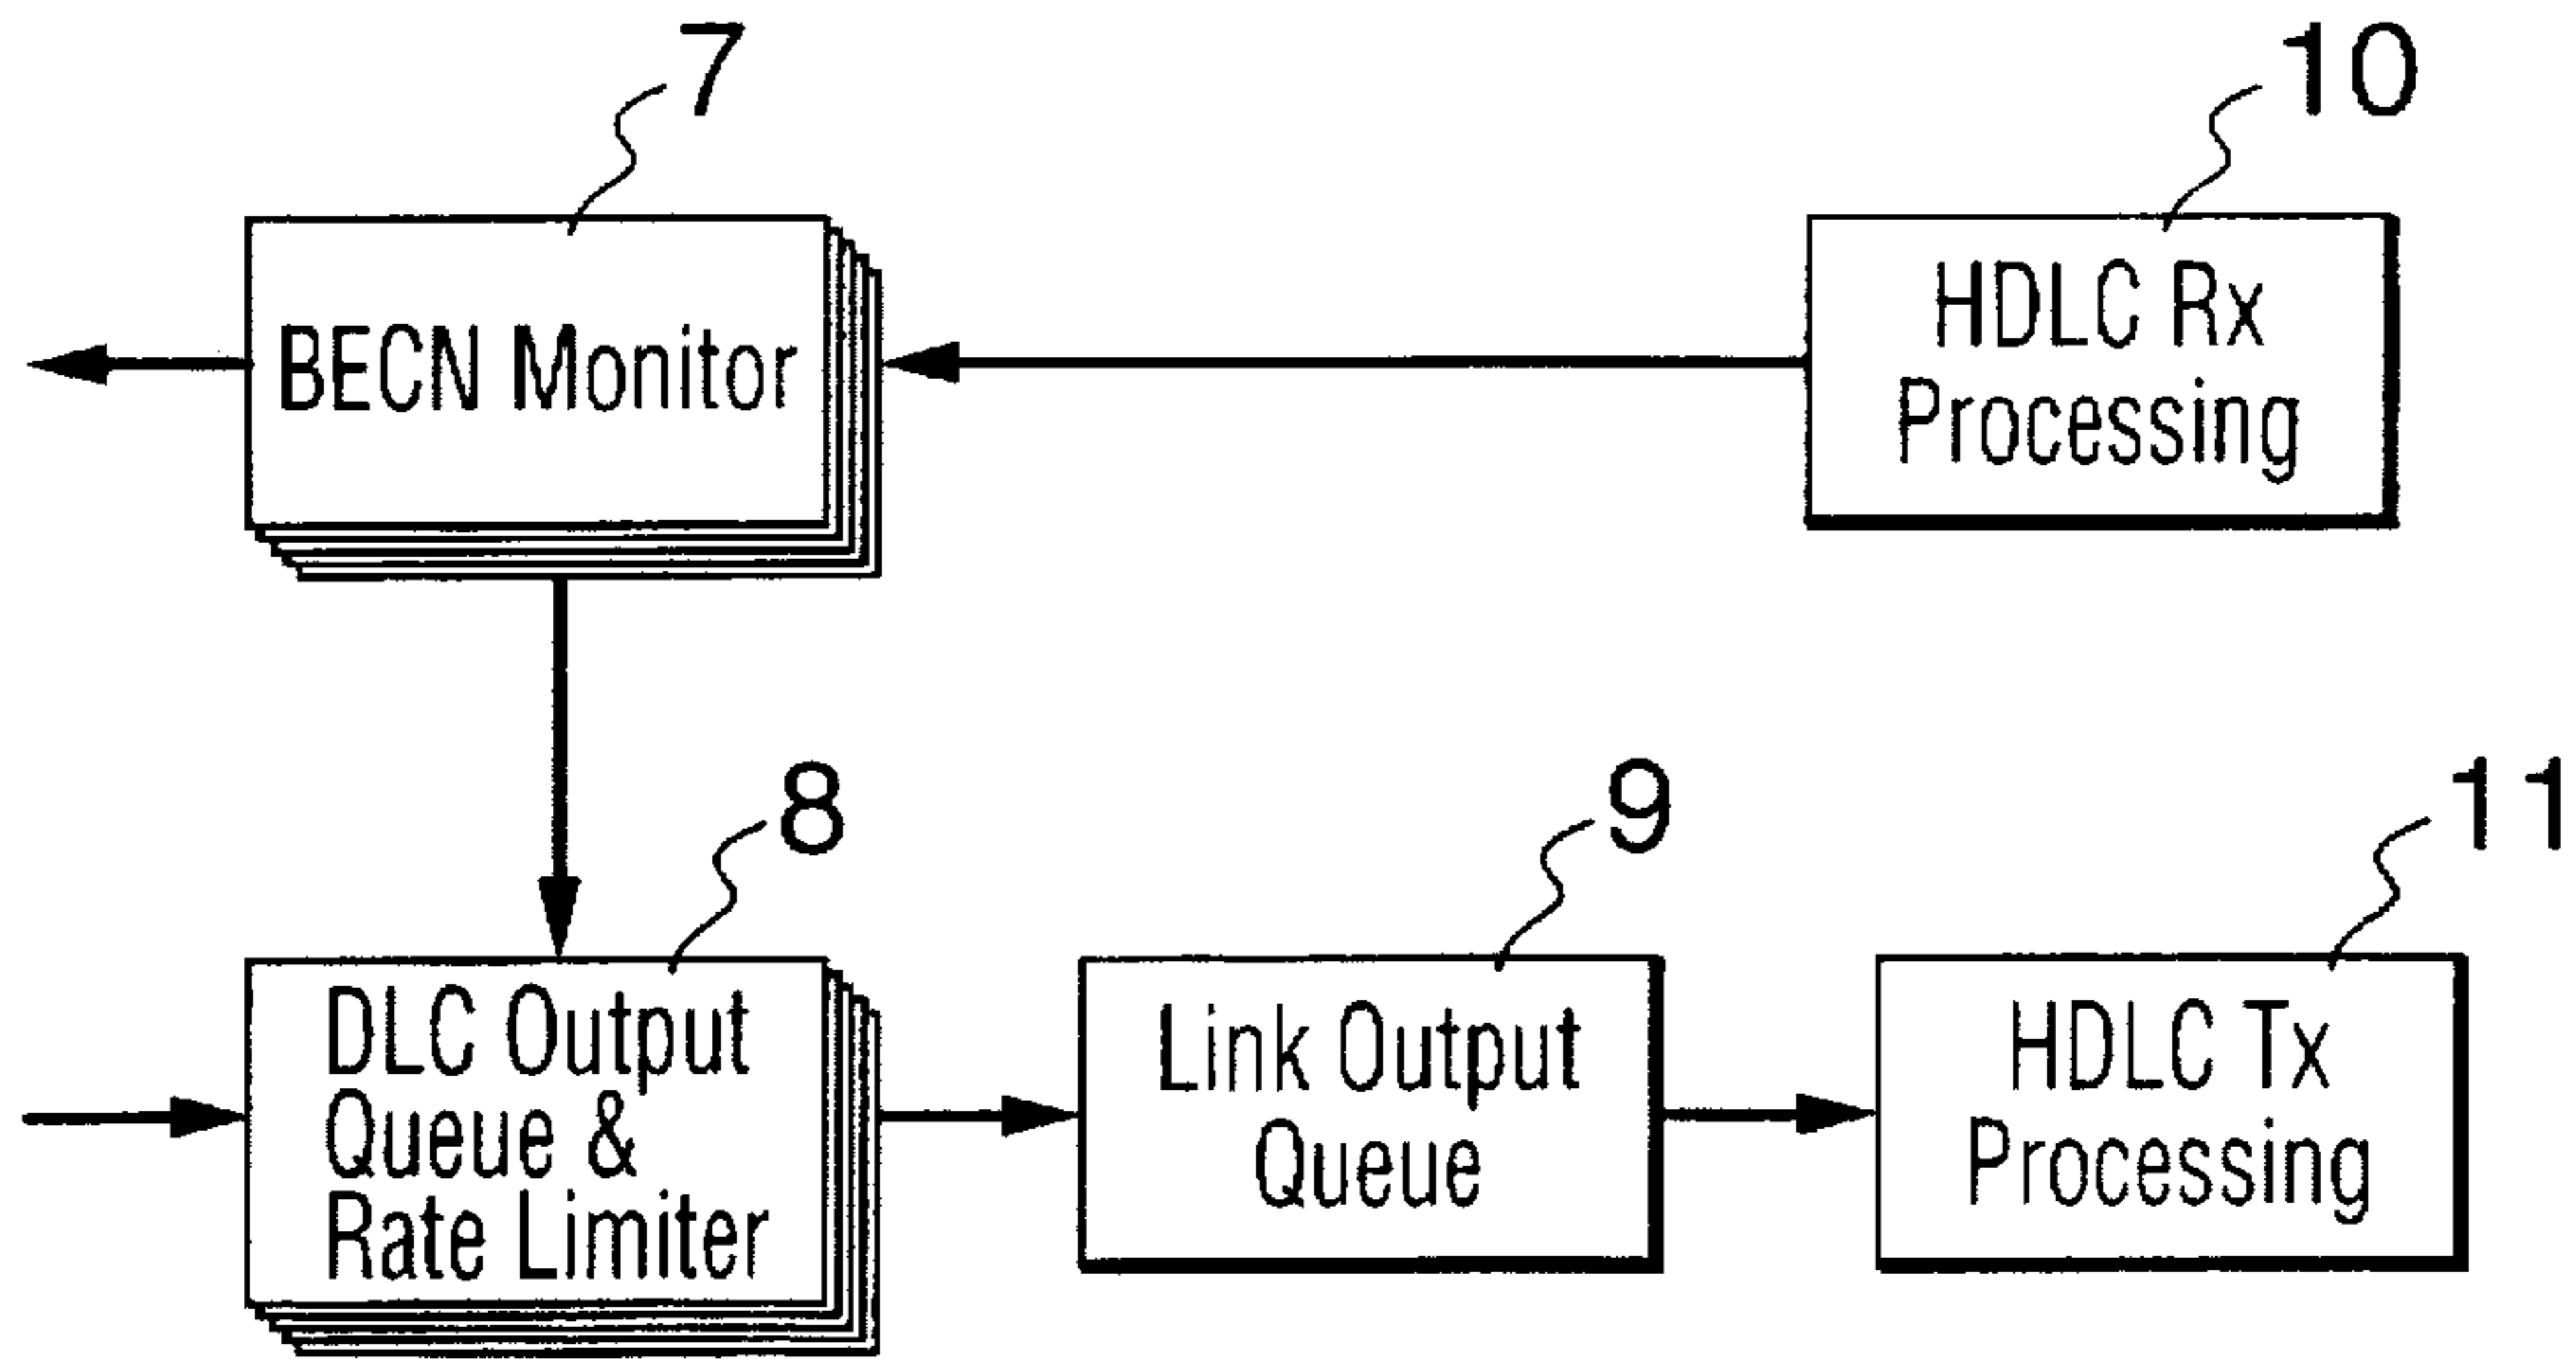 7
10
BECN Monitor
HDLC Rx
Processing
8
9
11
DLC Output
Queue &
Rate Limiter
Link Output
Queue
HDLC Tx
Processing